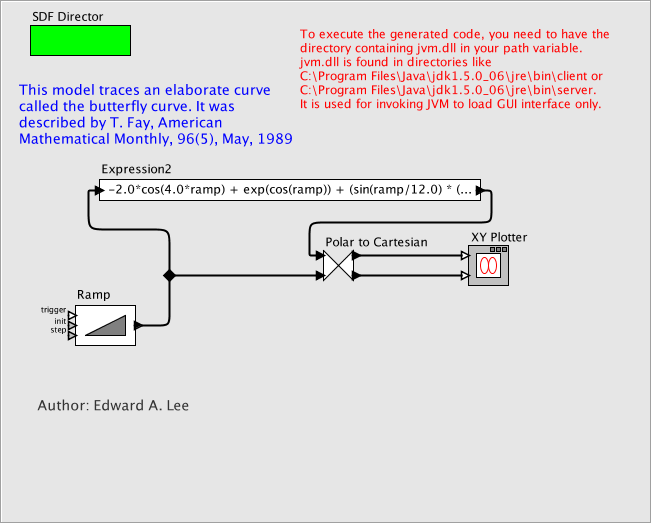 SDF Director
To execute the generated code, you need to have the
directory containing jvm.dll in your path variable.
jvm.dll is found in directories like
C:\Program Files\Java\jdk1.5.0_06\jre\bin\client or
C:\Program Files\Java\jdk1.5.0_06\jre\bin\server.
It is used for invoking JVM to load GUI interface only.
This model traces an elaborate curve
called the butterfly curve. It was
described by T. Fay, American
Mathematical Monthly, 96(5), May, 1989
Expression2
-2.0*cos(4.0*ramp) + exp(cos(ramp)) + (sin(ramp/12.0) * (...
Polar to Cartesian
XY Plotter
Ramp
trigger
init
step
Author: Edward A. Lee